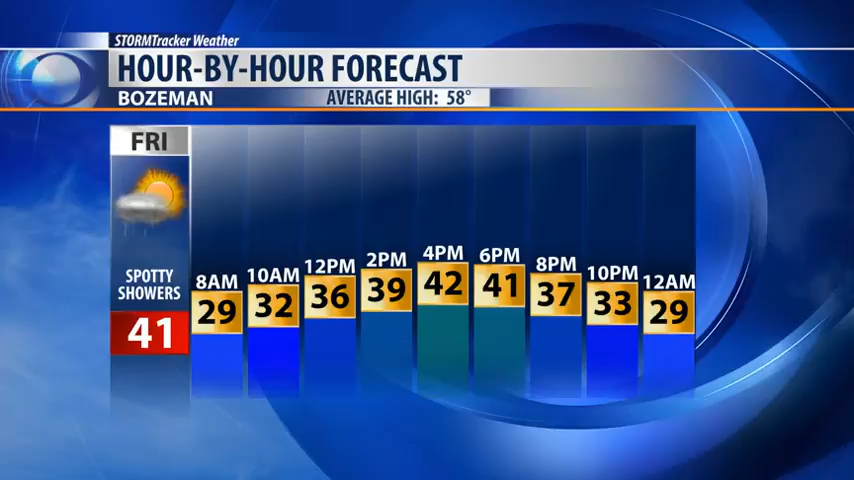 STORMTracker Weather
HOUR-BY-HOUR FORECAST
BOZEMAN AVERAGE HIGH: 58°
FRI
SPOTTY
SHOWERS
41
8AM 10AM 12PM 2PM 4PM 6PM 8PM 10PM 12AM
29 32 36 39 42 41 37 33 29